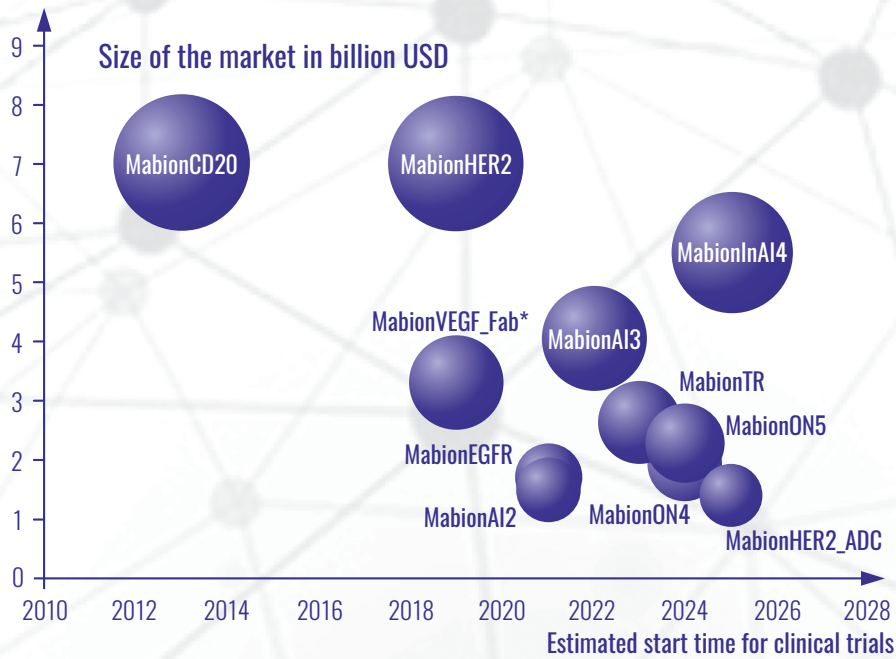 Size of the market in billion USD
9
8
7
6
5
4
3
2
1
0
MabionCD20
MabionHER2
MabionInAI4
MabionVEGF_Fab*
MabionAI3
MabionTR
MabionON5
MabionEGFR
MabionAI2
MabionON4
MabionHER2_ADC
2010 2012 2014 2016 2018 2020 2022 2024 2026 2028
Estimated start time for clinical trials